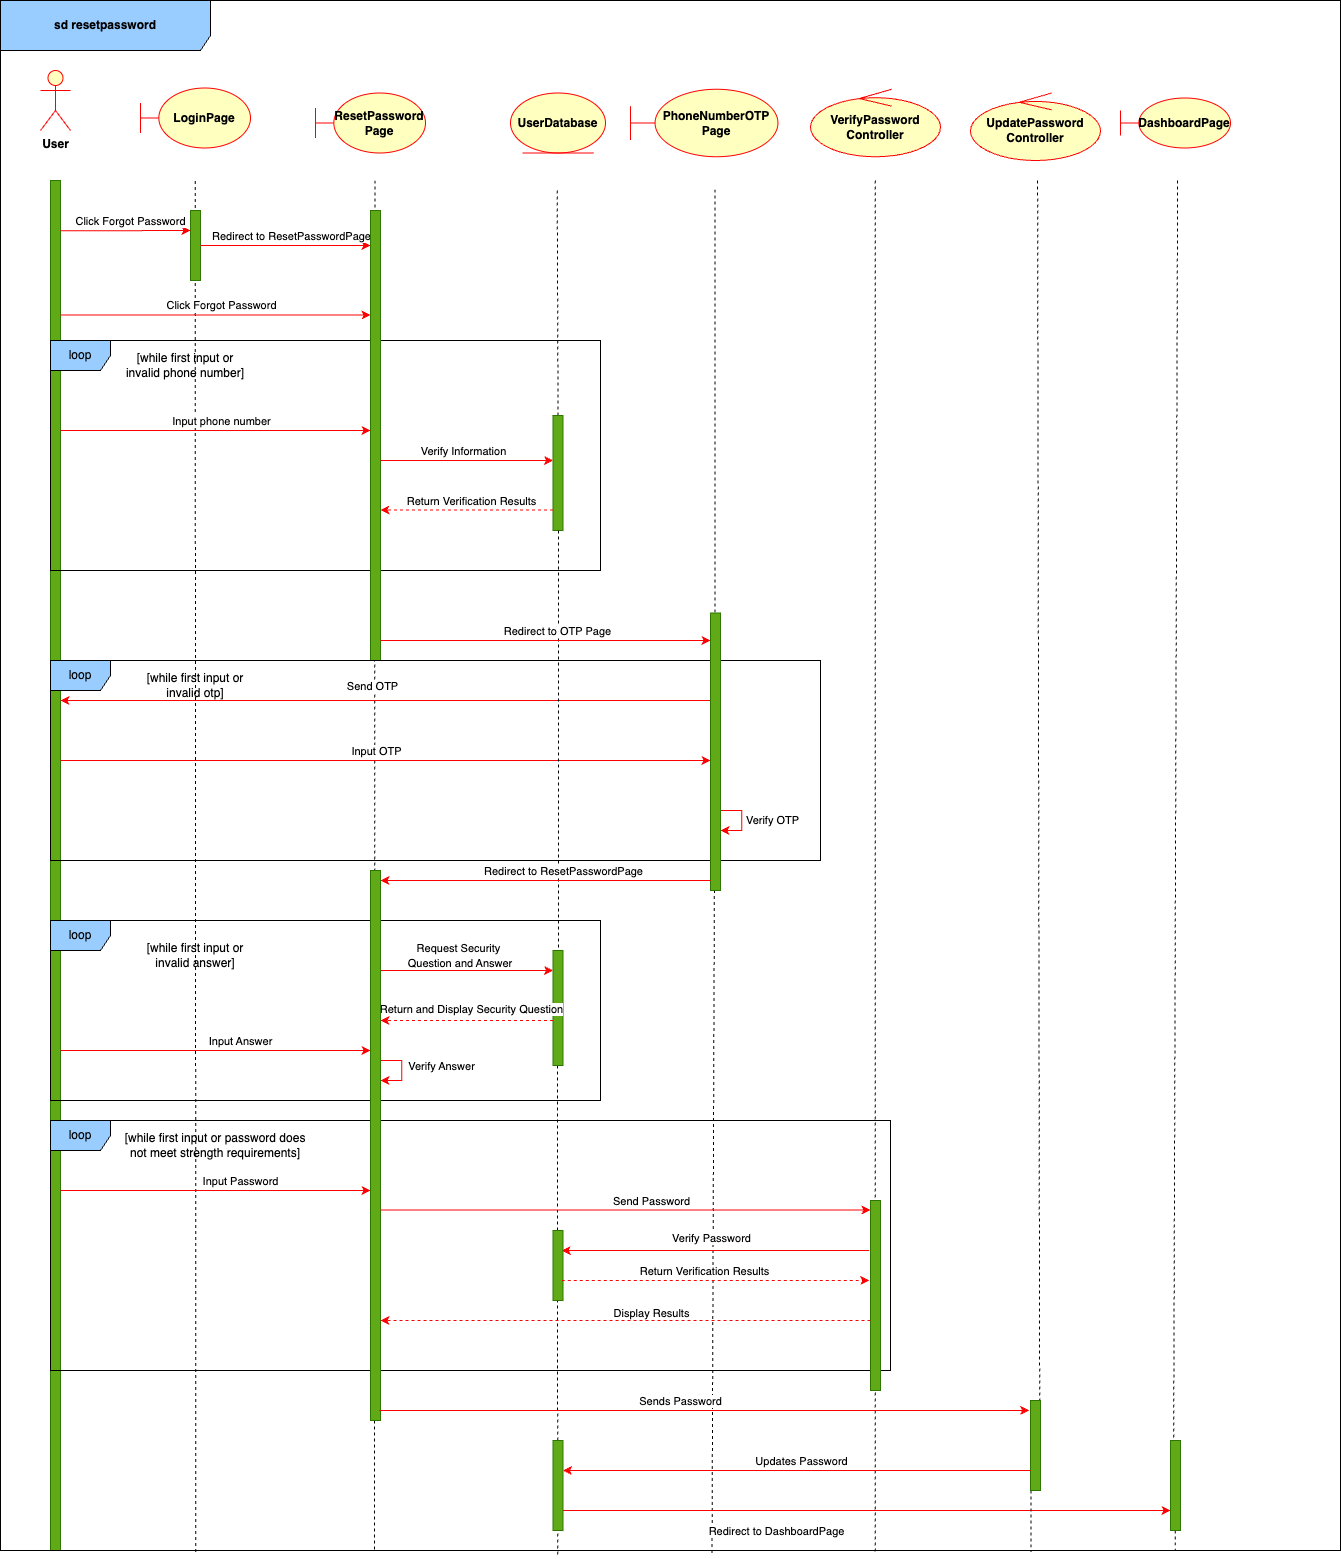 sd resetpassword
User
LoginPage
ResetPassword
Page
UserDatabase
PhoneNumberOTP
Page
VerifyPassword
Controller
UpdatePassword
Controller
DashboardPage
Click Forgot Password
Redirect to ResetPasswordPage
Click Forgot Password
loop
[while first input or
invalid phone number]
Input phone number
Verify Information
Return Verification Results
Redirect to OTP Page
loop
[while first input or
invalid otp]
Send OTP
Input OTP
Verify OTP
Redirect to ResetPasswordPage
loop
[while first input or
invalid answer]
Request Security
Question and Answer
Return and Display Security Question
Input Answer
Verify Answer
loop
[while first input or password does
not meet strength requirements]
Input Password
Send Password
Verify Password
Return Verification Results
Display Results
Sends Password
Updates Password
Redirect to DashboardPage